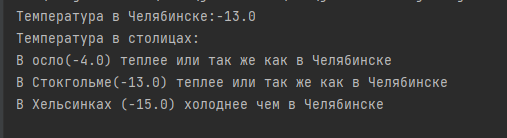 Температура в Челябинске:-13.0
Температура в столицах:
В осло(-4.0) теплее или так же как в Челябинске
В Стокгольме(-13.0) теплее или так же как в Челябинске
В Хельсинках (-15.0) холоднее чем в Челябинске